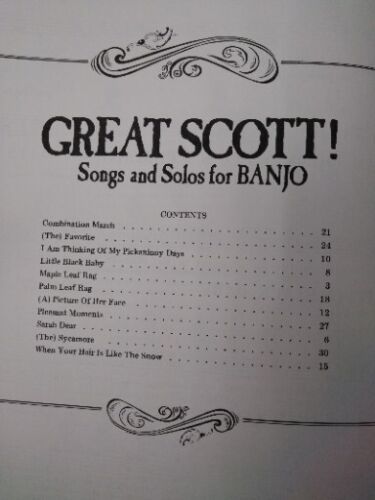 GREAT SCOTT!
Songs and Solos for BANJO
CONTENTS
Combination March 21
(The) Favorite 24
I Am Thinking Of My Pickaninny Days 10
Little Black Baby 8
Maple Leaf Rag 3
Palm Leaf Rag 18
(A) Picture Of Her Face 12
Pleasant Moments 27
Sarah Dear 6
(The) Sycamore 30
When Your Hair Is Like The Snow 15